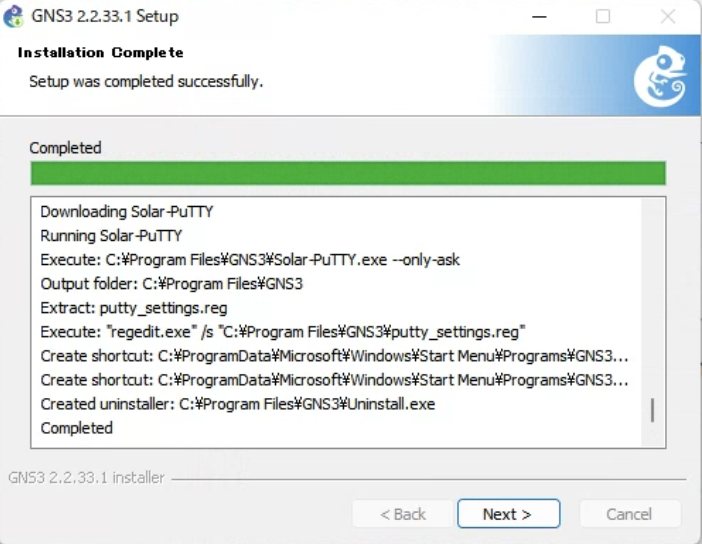 GNS3 2.2.33.1 Setup
Installation Complete
Setup was completed successfully.
Completed
Downloading Solar-PuTTY
Running Solar-PuTTY
Execute: C:¥Program Files¥GNS3¥Solar-PuTTY.exe --only-ask
Output folder: C:¥Program Files¥GNS3
Extract: putty_settings.reg
Execute: "regedit.exe" /s "C:¥Program Files¥GNS3¥putty_settings.reg"
Create shortcut: C:¥ProgramData¥Microsoft¥Windows¥Start Menu¥Programs¥GNS3...
Create shortcut: C:¥ProgramData¥Microsoft¥Windows¥Start Menu¥Programs¥GNS3...
Created uninstaller: C:¥Program Files¥GNS3¥Uninstall.exe
Completed
GNS3 2.2.33.1 installer
< Back Next > Cancel